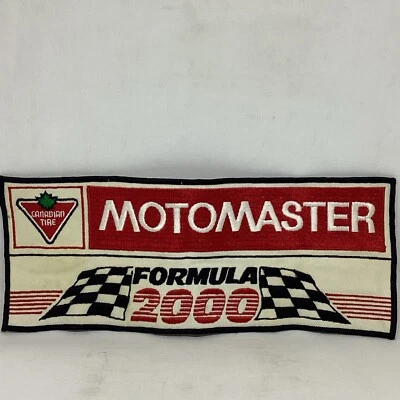 CANADIAN
TIRE
MOTOMASTER
FORMULA
2000